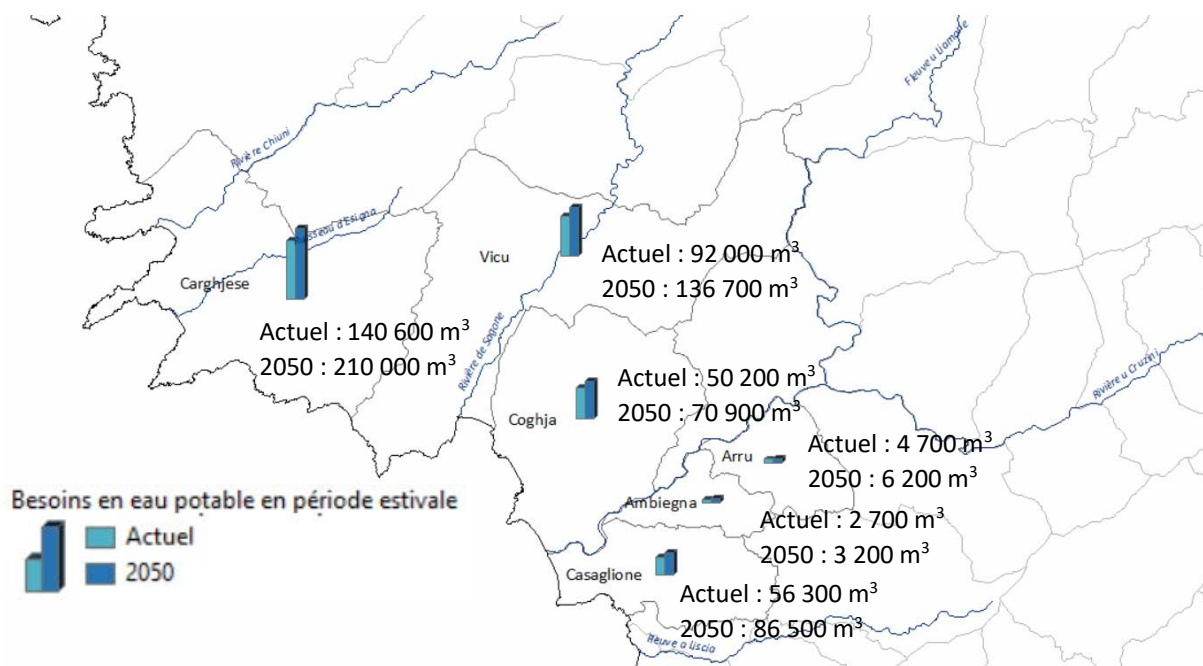 Fleuve u Liamone
Rivière Chiuni
Ruisseau d'Esigna
Carghjese
Vicu
Actuel : 92 000 m³
2050 : 136 700 m³
Actuel : 140 600 m³
2050 : 210 000 m³
Rivière de Sagone
Rivière u Cruzini
Actuel : 50 200 m³
2050 : 70 900 m³
Coghja
Arru
Actuel : 4 700 m³
2050 : 6 200 m³
Ambiegna
Actuel : 2 700 m³
2050 : 3 200 m³
Casaglione
Actuel : 56 300 m³
2050 : 86 500 m³
Fleuve a Liscia
Besoins en eau potable en période estivale
Actuel
2050